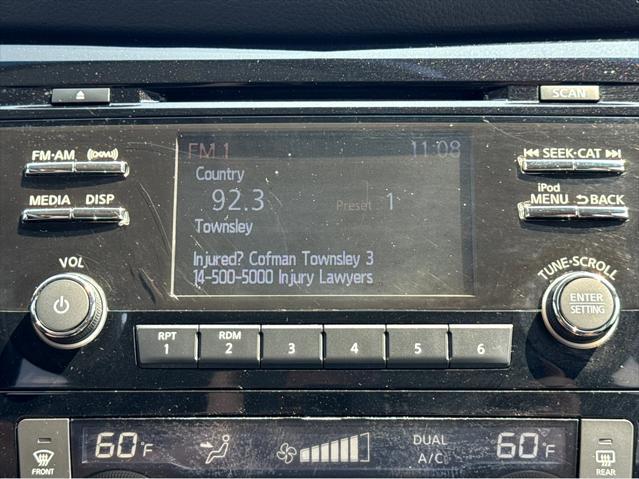 SCAN
FM·AM
SEEK·CAT
MEDIA DISP
iPod
MENU BACK
FM 1 11:08
Country
92.3 Preset 1
Townsley
Injured? Cofman Townsley 3
14-500-5000 Injury Lawyers
VOL
TUNE·SCROLL
ENTER
SETTING
RPT
1
RDM
2
3
4
5
6
60°F
DUAL
A/C
60°F
FRONT
REAR